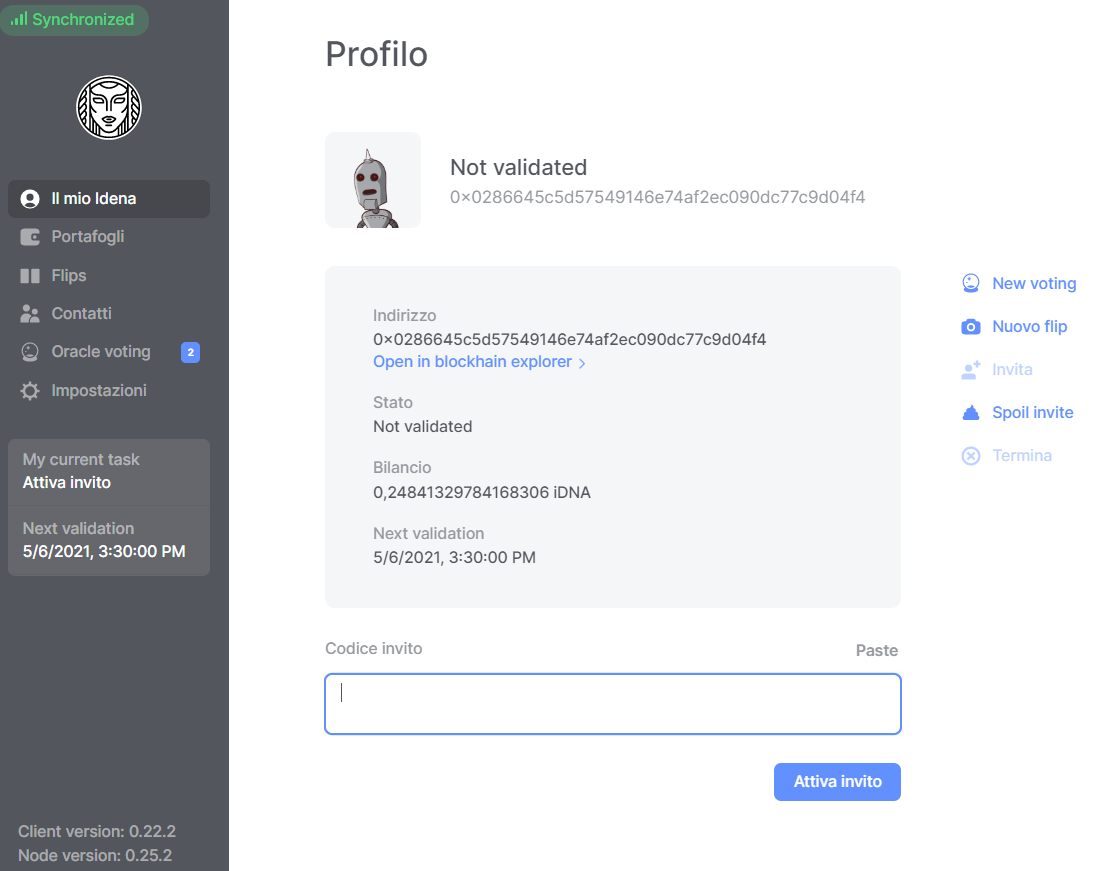 Synchronized
Il mio Idena
Portafogli
Flips
Contatti
Oracle voting 2
Impostazioni
My current task
Attiva invito
Next validation
5/6/2021, 3:30:00 PM
Client version: 0.22.2
Node version: 0.25.2
Profilo
Not validated
0x0286645c5d57549146e74af2ec090dc77c9d04f4
Indirizzo
0x0286645c5d57549146e74af2ec090dc77c9d04f4
Open in blockhain explorer
Stato
Not validated
Bilancio
0,24841329784168306 iDNA
Next validation
5/6/2021, 3:30:00 PM
New voting
Nuovo flip
Invita
Spoil invite
Termina
Codice invito
Paste
Attiva invito